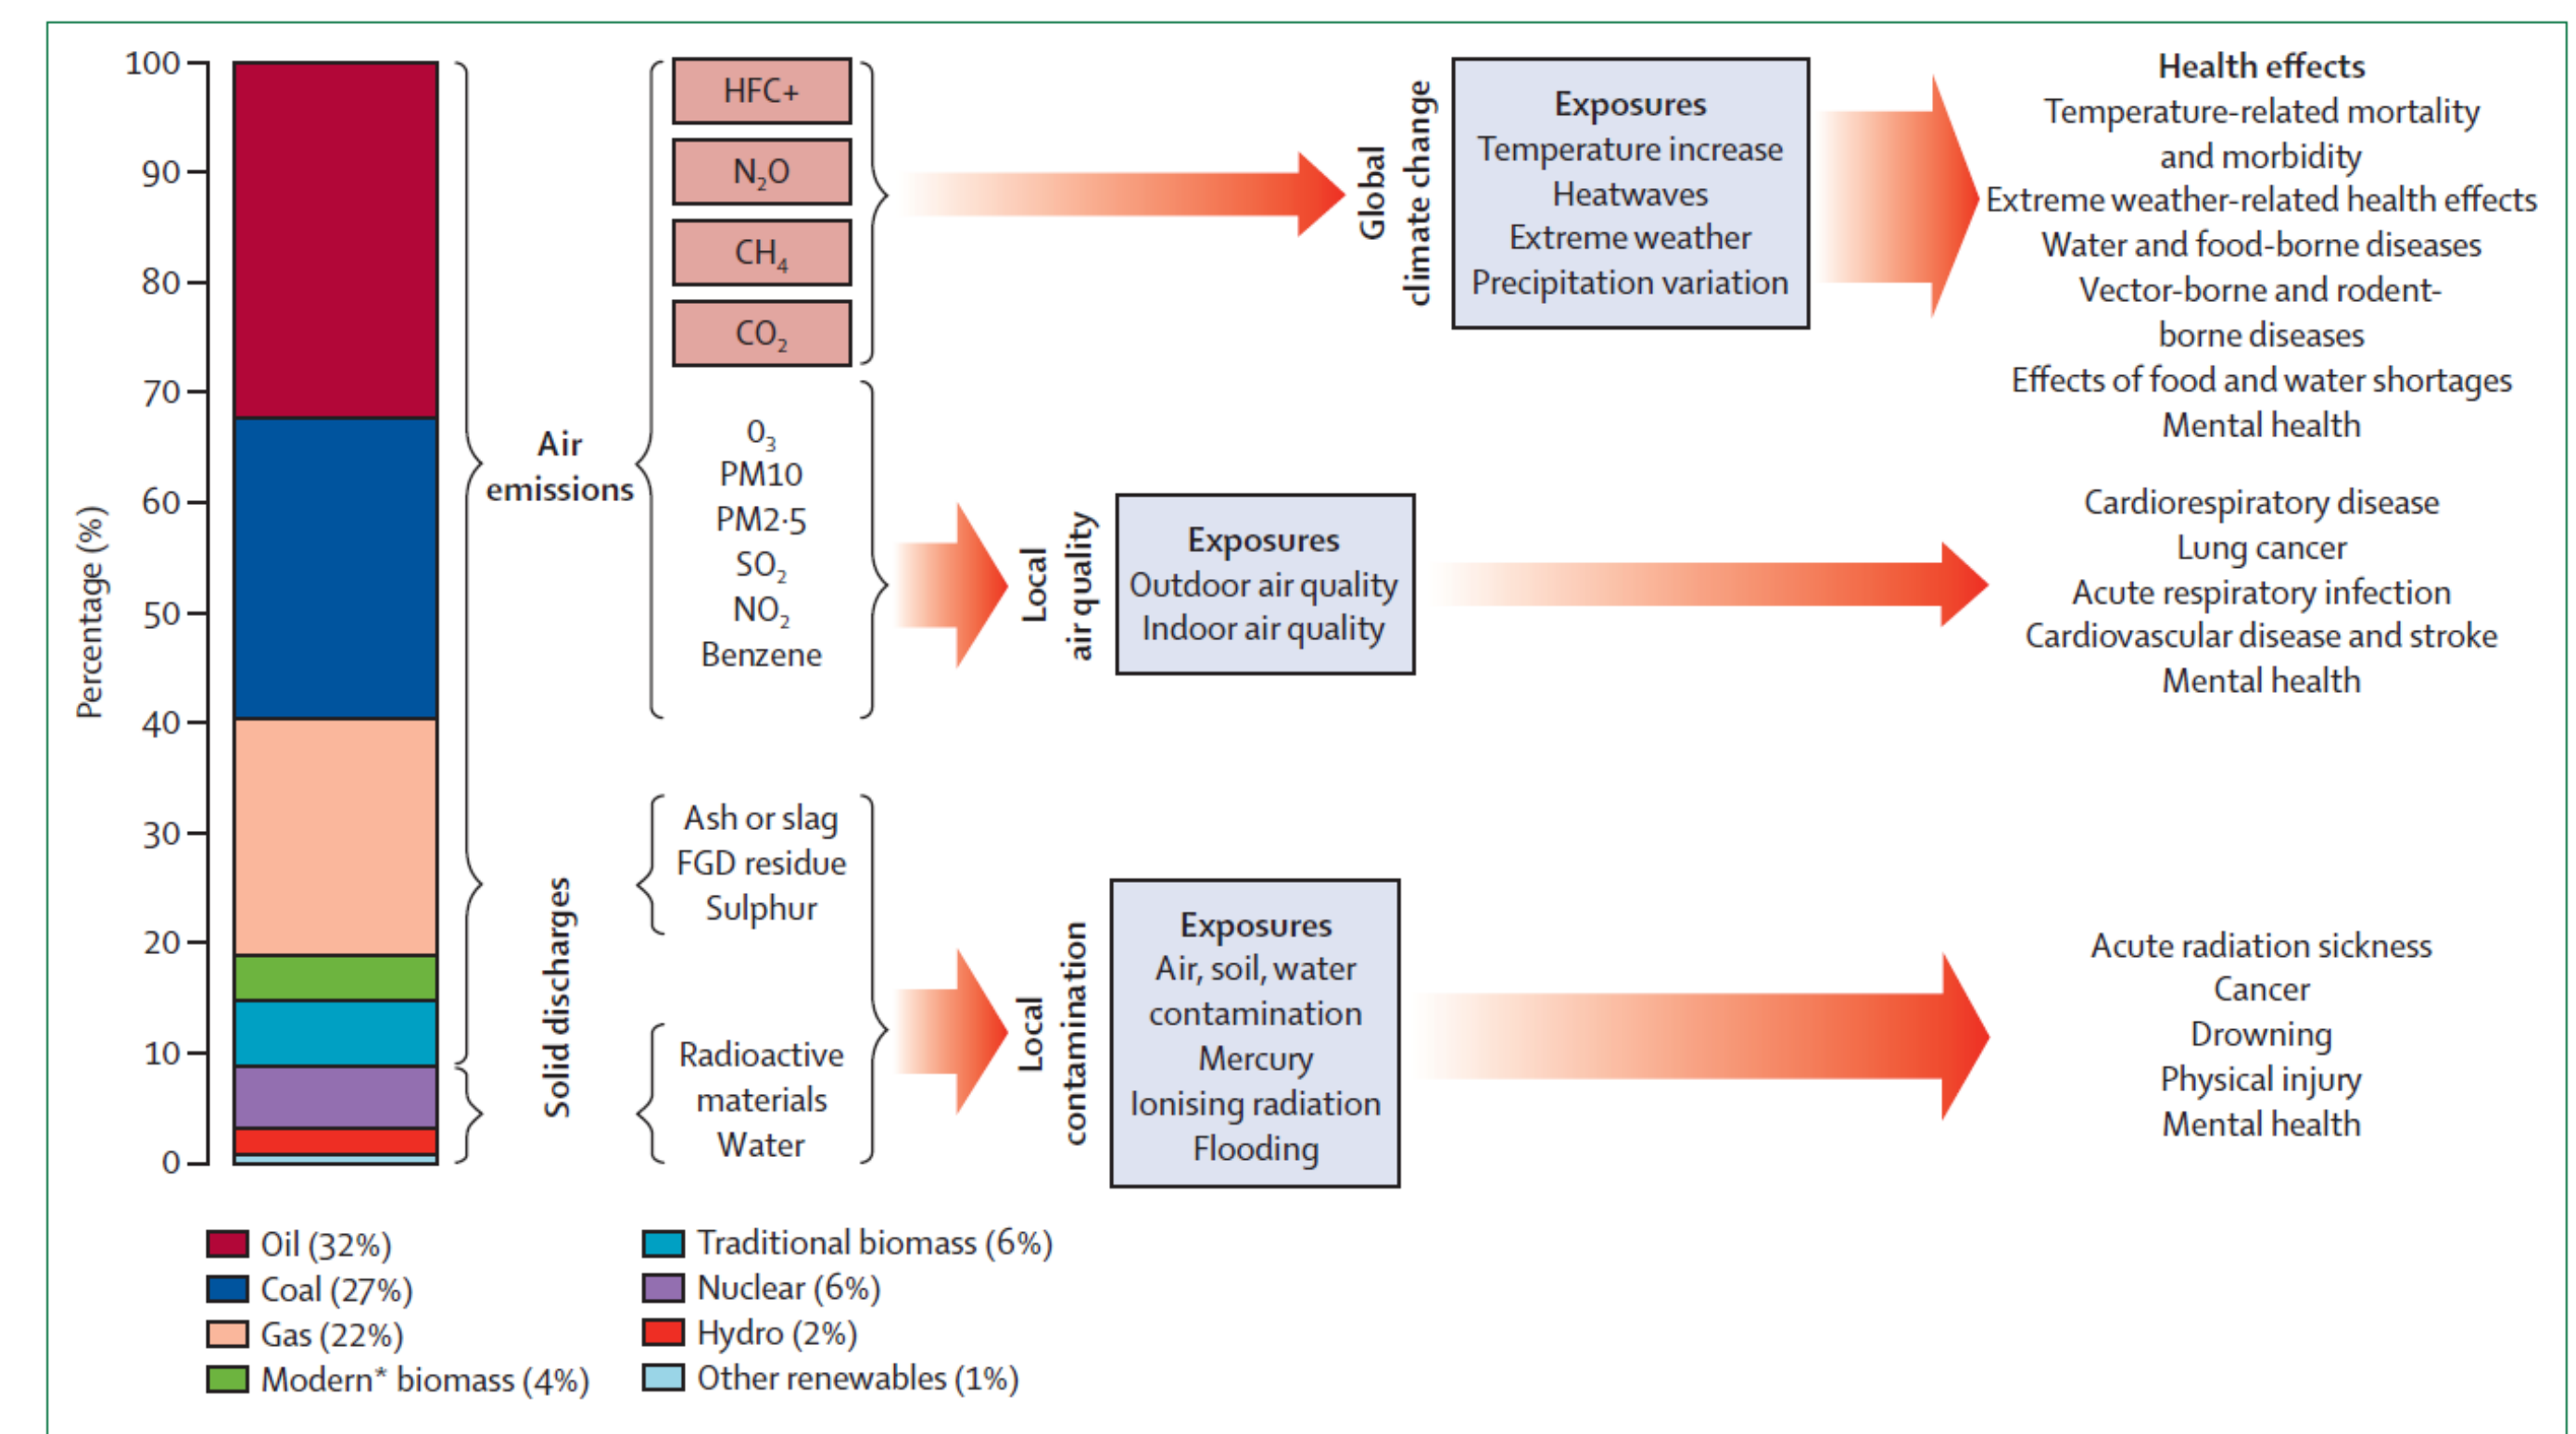 100
90
80
70
60
50
40
30
20
10
0
Percentage (%)
Air
emissions
Solid discharges
HFC+
N₂O
CH₄
CO₂
O₃
PM10
PM2·5
SO₂
NO₂
Benzene
Ash or slag
FGD residue
Sulphur
Radioactive
materials
Water
Global
climate change
Exposures
Temperature increase
Heatwaves
Extreme weather
Precipitation variation
Health effects
Temperature-related mortality
and morbidity
Extreme weather-related health effects
Water and food-borne diseases
Vector-borne and rodent-
borne diseases
Effects of food and water shortages
Mental health
Local
air quality
Exposures
Outdoor air quality
Indoor air quality
Cardiorespiratory disease
Lung cancer
Acute respiratory infection
Cardiovascular disease and stroke
Mental health
Local
contamination
Exposures
Air, soil, water
contamination
Mercury
Ionising radiation
Flooding
Acute radiation sickness
Cancer
Drowning
Physical injury
Mental health
Oil (32%)
Coal (27%)
Gas (22%)
Modern* biomass (4%)
Traditional biomass (6%)
Nuclear (6%)
Hydro (2%)
Other renewables (1%)